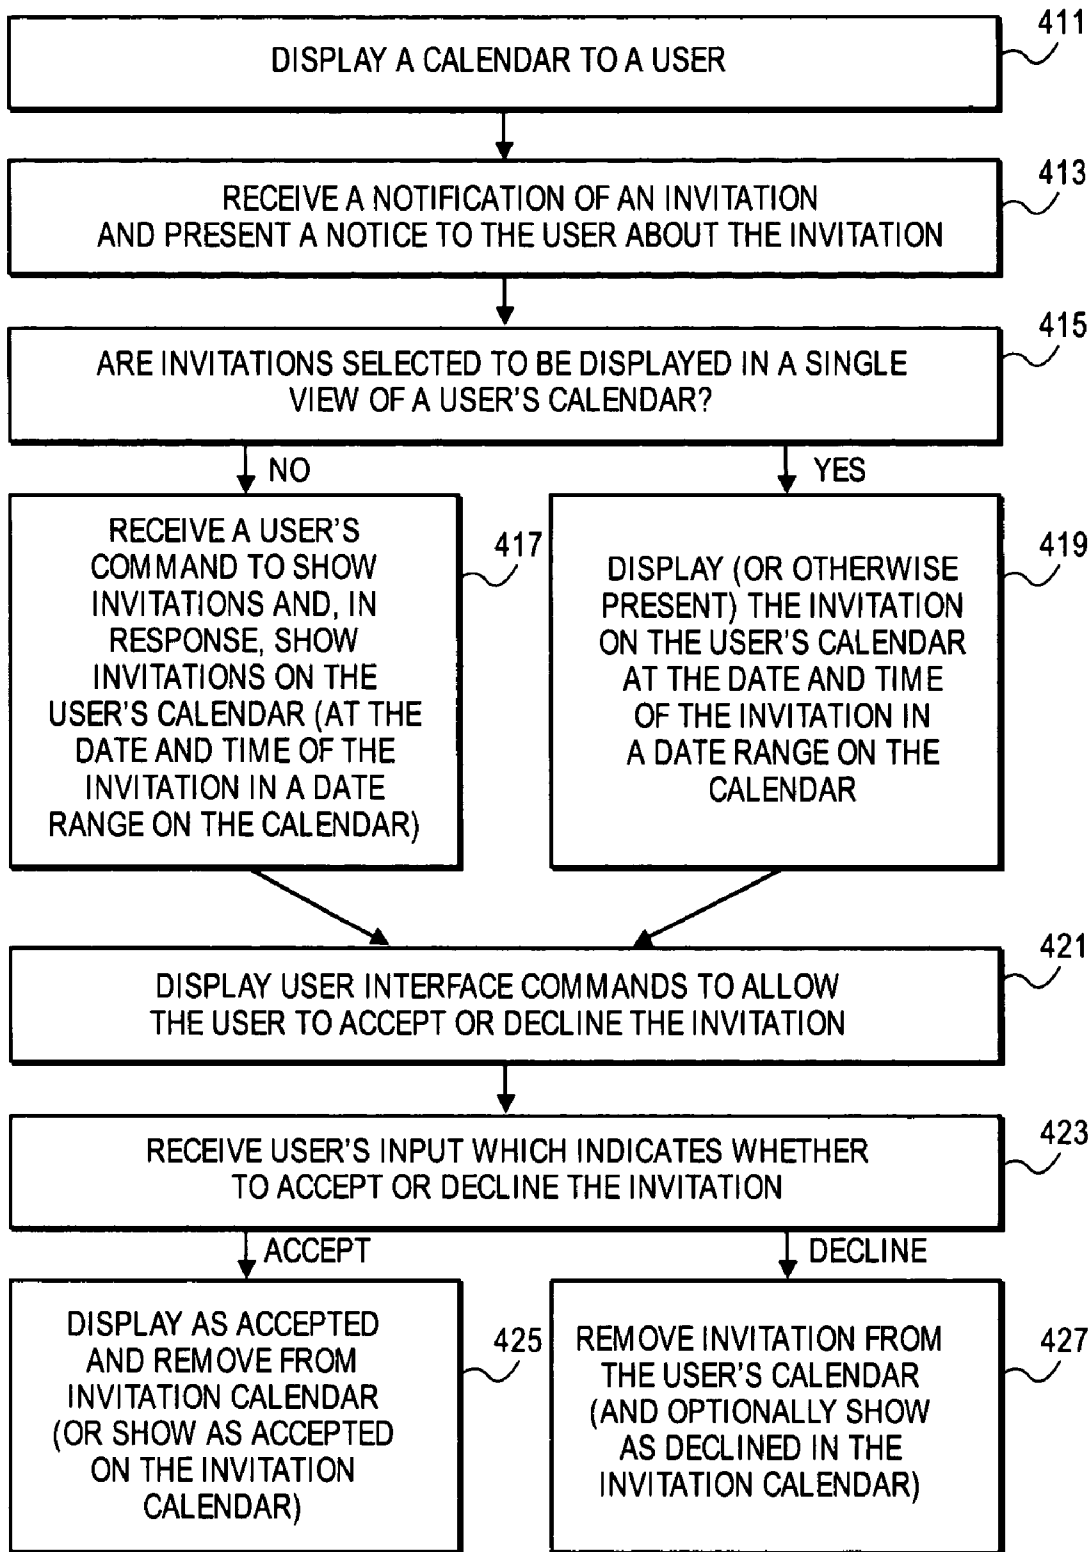 411
DISPLAY A CALENDAR TO A USER
413
RECEIVE A NOTIFICATION OF AN INVITATION
AND PRESENT A NOTICE TO THE USER ABOUT THE INVITATION
415
ARE INVITATIONS SELECTED TO BE DISPLAYED IN A SINGLE
VIEW OF A USER'S CALENDAR?
NO
YES
RECEIVE A USER'S
COMMAND TO SHOW
INVITATIONS AND, IN
RESPONSE, SHOW
INVITATIONS ON THE
USER'S CALENDAR (AT THE
DATE AND TIME OF THE
INVITATION IN A DATE
RANGE ON THE CALENDAR)
417
DISPLAY (OR OTHERWISE
PRESENT) THE INVITATION
ON THE USER'S CALENDAR
AT THE DATE AND TIME
OF THE INVITATION IN
A DATE RANGE ON THE
CALENDAR
419
421
DISPLAY USER INTERFACE COMMANDS TO ALLOW
THE USER TO ACCEPT OR DECLINE THE INVITATION
423
RECEIVE USER'S INPUT WHICH INDICATES WHETHER
TO ACCEPT OR DECLINE THE INVITATION
ACCEPT
DECLINE
DISPLAY AS ACCEPTED
AND REMOVE FROM
INVITATION CALENDAR
(OR SHOW AS ACCEPTED
ON THE INVITATION
CALENDAR)
425
REMOVE INVITATION FROM
THE USER'S CALENDAR
(AND OPTIONALLY SHOW
AS DECLINED IN THE
INVITATION CALENDAR)
427